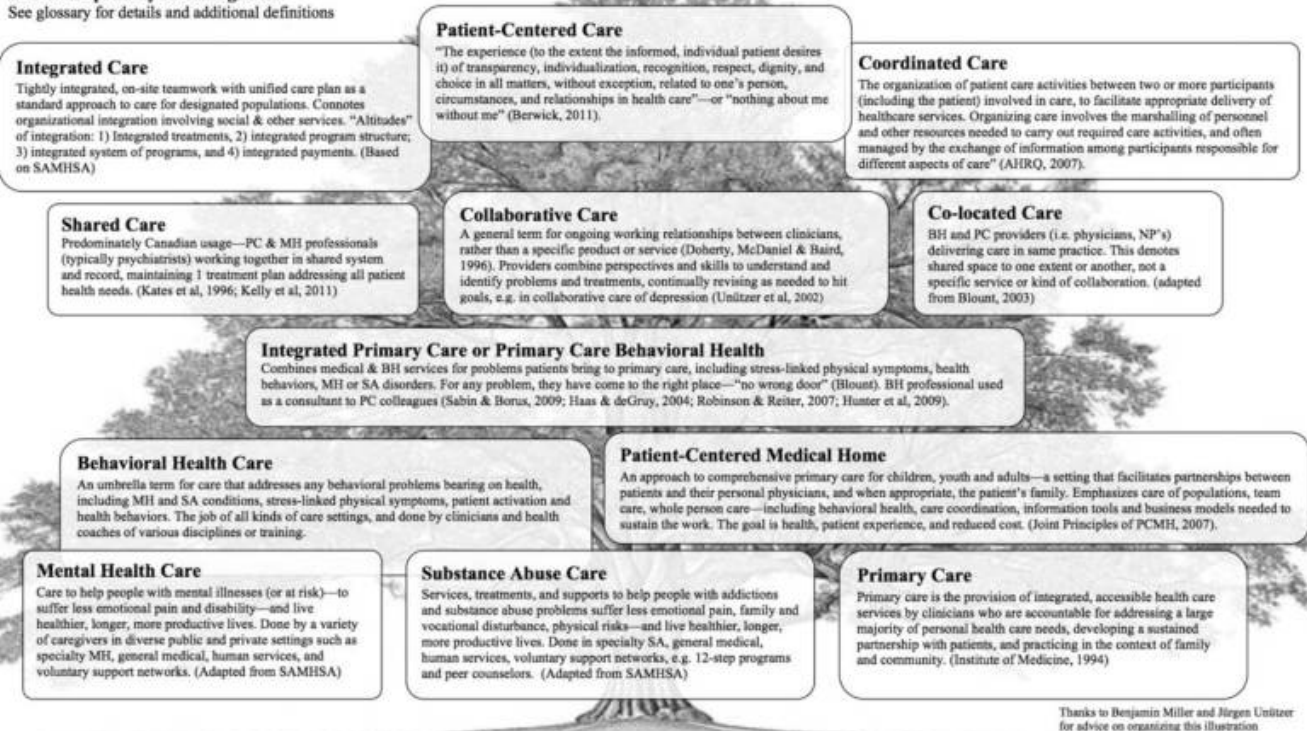 See glossary for details and additional definitions
Patient-Centered Care
"The experience (to the extent the informed, individual patient desires
it) of transparency, individualization, recognition, respect, dignity, and
choice in all matters, without exception, related to one's person,
circumstances, and relationships in health care"—or "nothing about me
without me" (Berwick, 2011).
Integrated Care
Tightly integrated, on-site teamwork with unified care plan as a
standard approach to care for designated populations. Connotes
organizational integration involving social & other services. "Altitudes"
of integration: 1) Integrated treatments, 2) integrated program structure;
3) integrated system of programs, and 4) integrated payments. (Based
on SAMHSA)
Coordinated Care
The organization of patient care activities between two or more participants
(including the patient) involved in care, to facilitate appropriate delivery of
healthcare services. Organizing care involves the marshalling of personnel
and other resources needed to carry out required care activities, and often
managed by the exchange of information among participants responsible for
different aspects of care" (AHRQ, 2007).
Shared Care
Predominately Canadian usage—PC & MH professionals
(typically psychiatrists) working together in shared system
and record, maintaining 1 treatment plan addressing all patient
health needs. (Kates et al, 1996; Kelly et al, 2011)
Collaborative Care
A general term for ongoing working relationships between clinicians,
rather than a specific product or service (Doherty, McDaniel & Baird,
1996). Providers combine perspectives and skills to understand and
identify problems and treatments, continually revising as needed to hit
goals, e.g. in collaborative care of depression (Unützer et al, 2002)
Co-located Care
BH and PC providers (i.e. physicians, NP's)
delivering care in same practice. This denotes
shared space to one extent or another, not a
specific service or kind of collaboration. (adapted
from Blount, 2003)
Integrated Primary Care or Primary Care Behavioral Health
Combines medical & BH services for problems patients bring to primary care, including stress-linked physical symptoms, health
behaviors, MH or SA disorders. For any problem, they have come to the right place—"no wrong door" (Blount). BH professional used
as a consultant to PC colleagues (Sabin & Borus, 2009; Haas & deGruy, 2004; Robinson & Reiter, 2007; Hunter et al, 2009).
Behavioral Health Care
An umbrella term for care that addresses any behavioral problems bearing on health,
including MH and SA conditions, stress-linked physical symptoms, patient activation and
health behaviors. The job of all kinds of care settings, and done by clinicians and health
coaches of various disciplines or training.
Patient-Centered Medical Home
An approach to comprehensive primary care for children, youth and adults—a setting that facilitates partnerships between
patients and their personal physicians, and when appropriate, the patient's family. Emphasizes care of populations, team
care, whole person care—including behavioral health, care coordination, information tools and business models needed to
sustain the work. The goal is health, patient experience, and reduced cost. (Joint Principles of PCMH, 2007).
Mental Health Care
Care to help people with mental illnesses (or at risk)—to
suffer less emotional pain and disability—and live
healthier, longer, more productive lives. Done by a variety
of caregivers in diverse public and private settings such as
specialty MH, general medical, human services, and
voluntary support networks. (Adapted from SAMHSA)
Substance Abuse Care
Services, treatments, and supports to help people with addictions
and substance abuse problems suffer less emotional pain, family and
vocational disturbance, physical risks—and live healthier, longer,
more productive lives. Done in specialty SA, general medical,
human services, voluntary support networks, e.g. 12-step programs
and peer counselors. (Adapted from SAMHSA)
Primary Care
Primary care is the provision of integrated, accessible health care
services by clinicians who are accountable for addressing a large
majority of personal health care needs, developing a sustained
partnership with patients, and practicing in the context of family
and community. (Institute of Medicine, 1994)
Thanks to Benjamin Miller and Jürgen Unützer
for advice on organizing this illustration